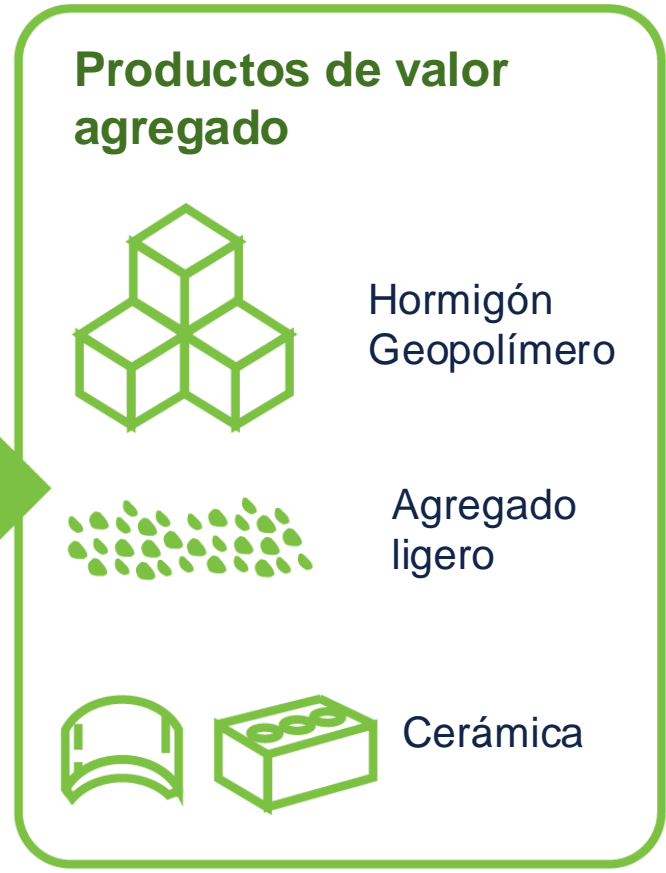 Productos de valor
agregado
Hormigón
Geopolímero
Agregado
ligero
Cerámica